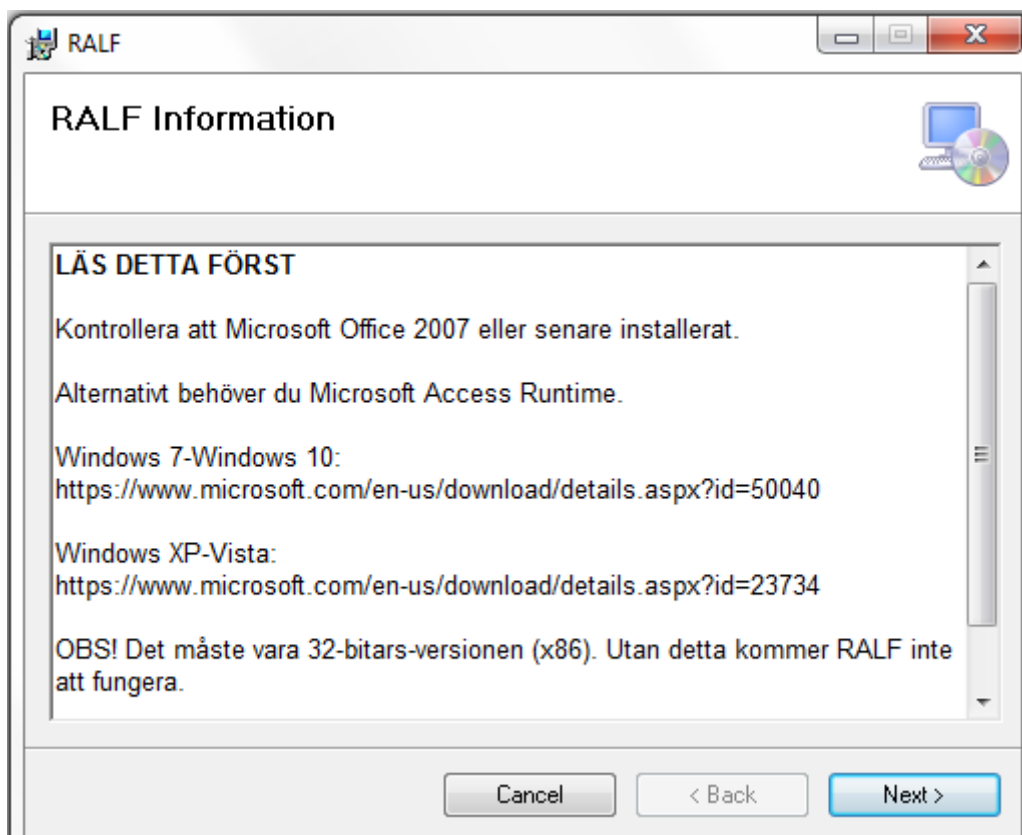 RALF
RALF Information
LÄS DETTA FÖRST
Kontrollera att Microsoft Office 2007 eller senare installerat.
Alternativt behöver du Microsoft Access Runtime.
Windows 7-Windows 10:
https://www.microsoft.com/en-us/download/details.aspx?id=50040
Windows XP-Vista:
https://www.microsoft.com/en-us/download/details.aspx?id=23734
OBS! Det måste vara 32-bitars-versionen (x86). Utan detta kommer RALF inte
att fungera.
Cancel
< Back
Next >